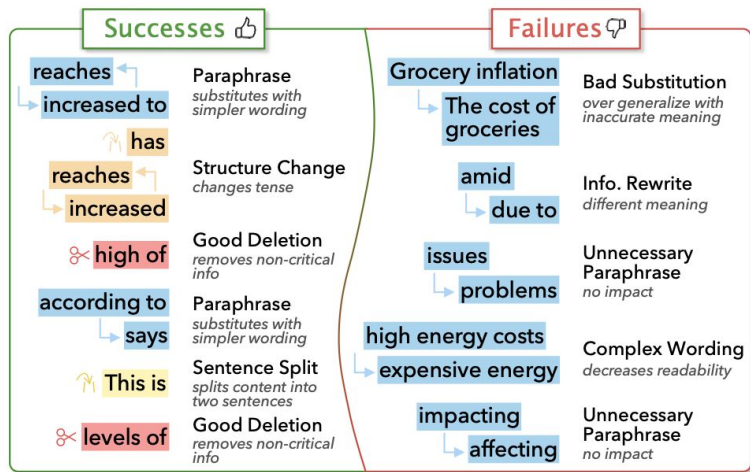 Successes
reaches
increased to
Paraphrase
substitutes with
simpler wording
has
reaches
increased
Structure Change
changes tense
high of
Good Deletion
removes non-critical
info
according to
says
Paraphrase
substitutes with
simpler wording
This is
Sentence Split
splits content into
two sentences
levels of
Good Deletion
removes non-critical
info
Failures
Grocery inflation
The cost of
groceries
Bad Substitution
over generalize with
inaccurate meaning
amid
due to
Info. Rewrite
different meaning
issues
problems
Unnecessary
Paraphrase
no impact
high energy costs
expensive energy
Complex Wording
decreases readability
impacting
affecting
Unnecessary
Paraphrase
no impact